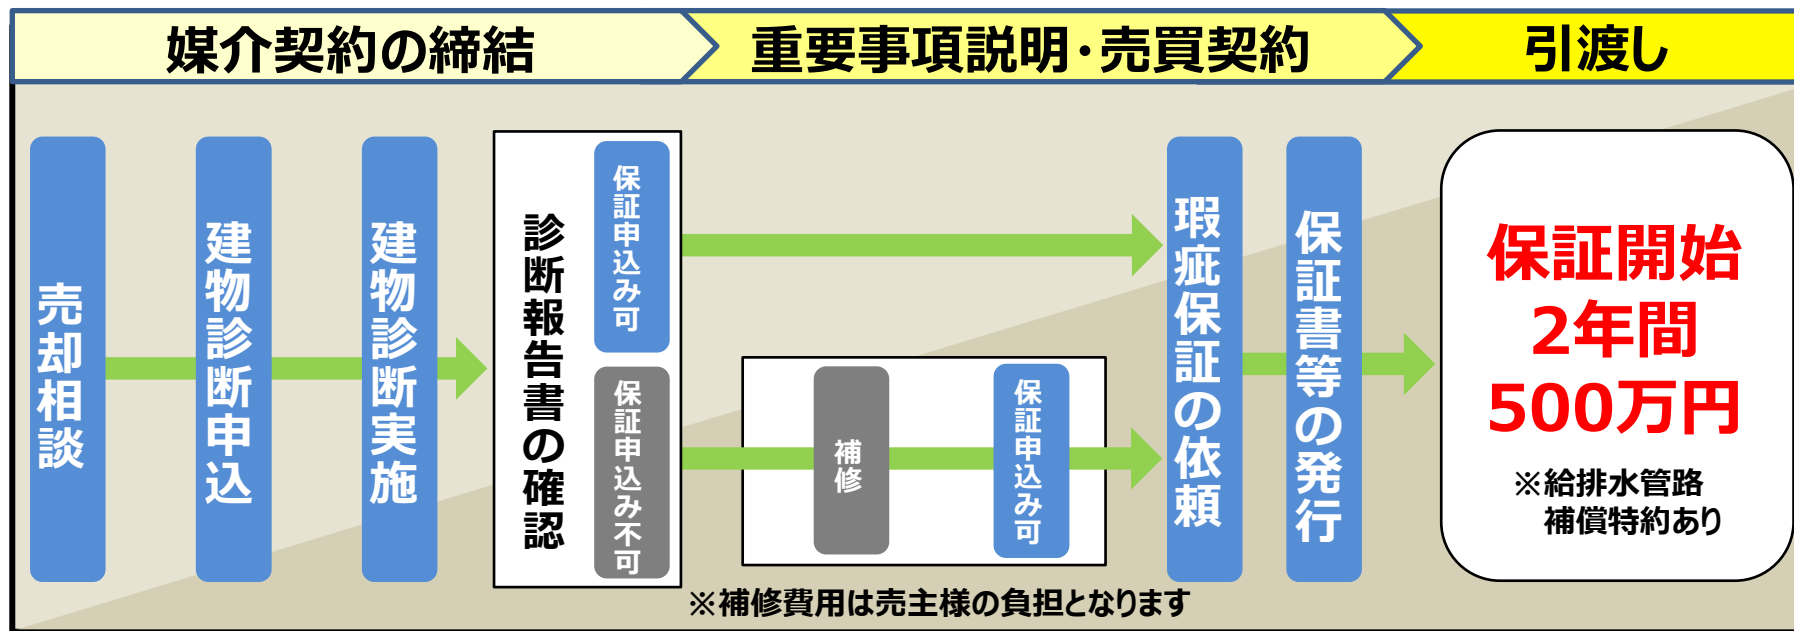 媒介契約の締結
重要事項説明・売買契約
引渡し
売却相談
建物診断申込
建物診断実施
診断報告書の確認
保証申込み可
保証申込み不可
補修
保証申込み可
※補修費用は売主様の負担となります
瑕疵保証の依頼
保証書等の発行
保証開始
2年間
500万円
※給排水管路
補償特約あり